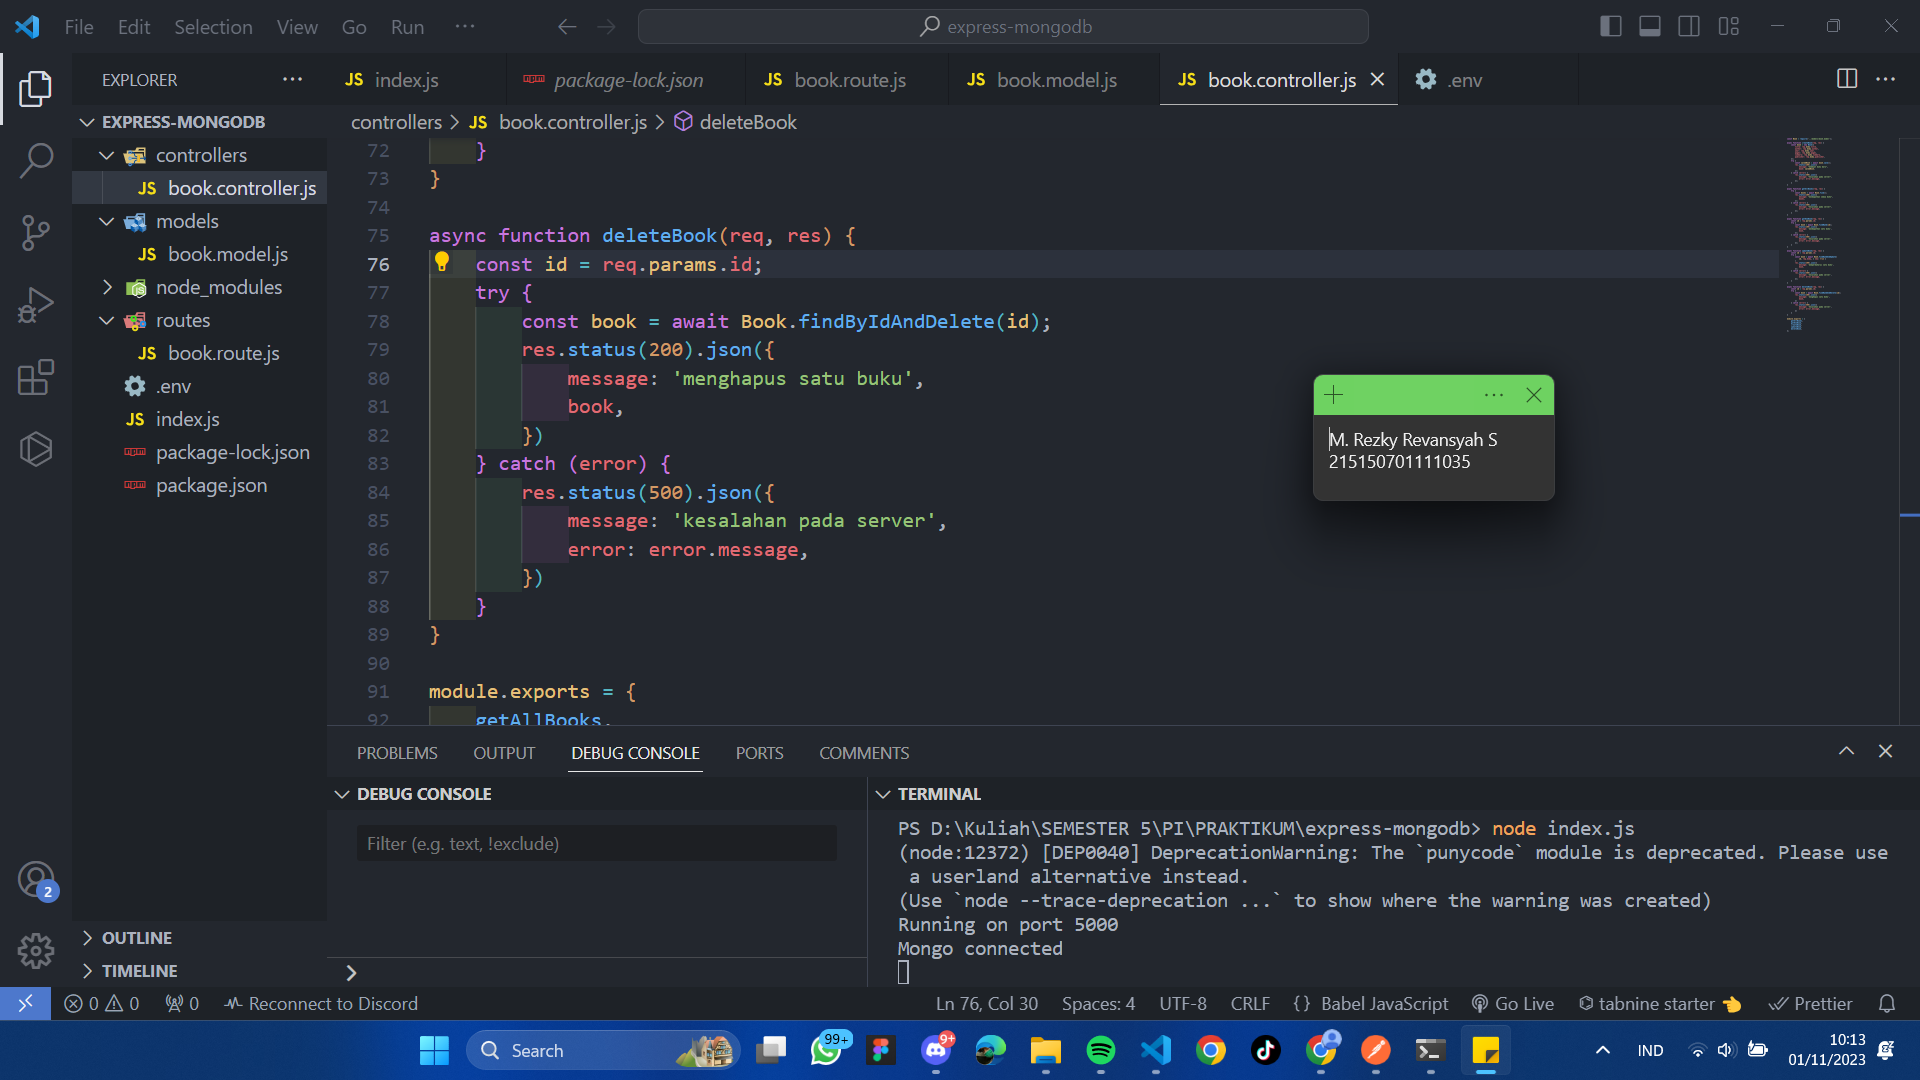 File Edit Selection View Go Run ··· express-mongodb
EXPLORER ···
JS index.js package-lock.json JS book.route.js JS book.model.js JS book.controller.js .env ···
EXPRESS-MONGODB
controllers
JS book.controller.js
models
JS book.model.js
node_modules
routes
JS book.route.js
.env
JS index.js
package-lock.json
package.json
OUTLINE
TIMELINE
2
controllers > JS book.controller.js > deleteBook
72 }
73 }
74
75 async function deleteBook(req, res) {
76 const id = req.params.id;
77 try {
78 const book = await Book.findByIdAndDelete(id);
79 res.status(200).json({
80 message: 'menghapus satu buku',
81 book,
82 })
83 } catch (error) {
84 res.status(500).json({
85 message: 'kesalahan pada server',
86 error: error.message,
87 })
88 }
89 }
90
91 module.exports = {
92 getAllBooks,
M. Rezky Revansyah S
215150701111035
PROBLEMS OUTPUT DEBUG CONSOLE PORTS COMMENTS
DEBUG CONSOLE
Filter (e.g. text, !exclude)
TERMINAL
PS D:\Kuliah\SEMESTER 5\PI\PRAKTIKUM\express-mongodb> node index.js
(node:12372) [DEP0040] DeprecationWarning: The `punycode` module is deprecated. Please use
a userland alternative instead.
(Use `node --trace-deprecation ...` to show where the warning was created)
Running on port 5000
Mongo connected
0 0 0 Reconnect to Discord Ln 76, Col 30 Spaces: 4 UTF-8 CRLF {} Babel JavaScript Go Live tabnine starter 👈 Prettier
Search 99+ 9+ IND 10:13
01/11/2023